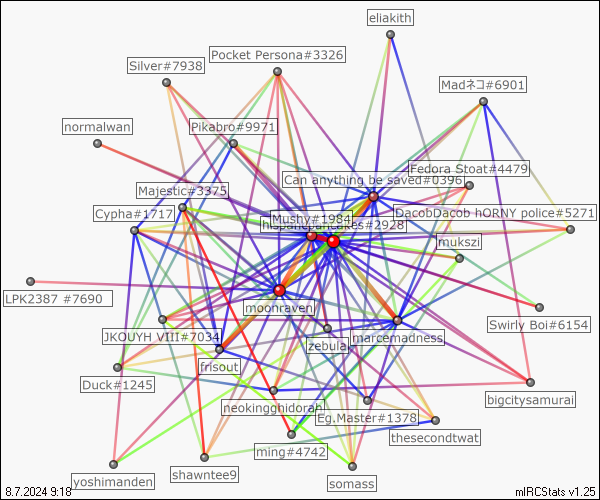 eliakith
Pocket Persona#3326
Silver#7938
Madネコ#6901
normalwan
Pikabro#9971
Fedora Stoat#4479
Can anything be saved#0396
Majestic#3375
Cypha#1717
Mushy#1984
DacobDacob hORNY police#5271
hispanicpancakes#2928
mukszi
LPK2387 #7690
moonraven
Swirly Boi#6154
JKOUYH VIII#7034
zebula
marcemadness
frisout
Duck#1245
bigcitysamurai
neokingghidorah
Eg.Master#1378
thesecondtwat
ming#4742
shawntee9
yoshimanden
somass
8.7.2024 9:18
mIRCStats v1.25